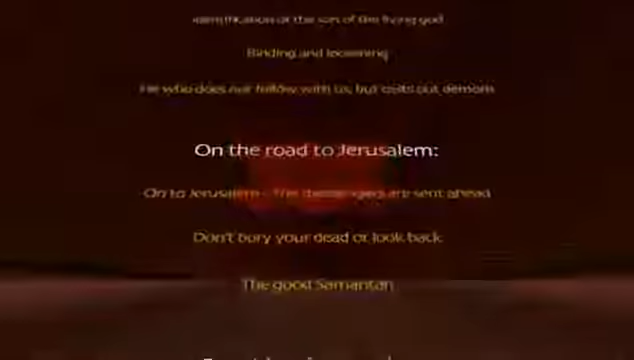 identification of the son of the living god
Binding and loosening
He who does not follow with us, but casts out demons
On the road to Jerusalem:
On to Jerusalem - The messengers are sent ahead
Don't bury your dead or look back
The good Samaritan